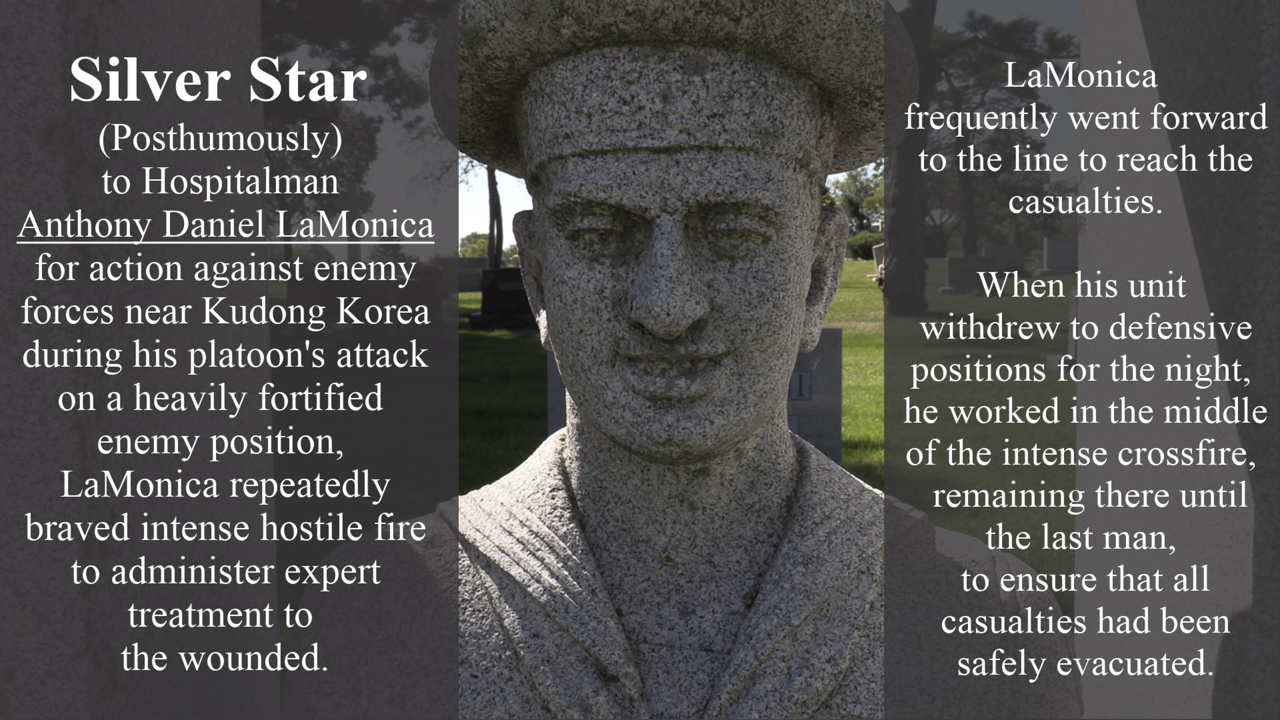 Silver Star
(Posthumously)
to Hospitalman
Anthony Daniel LaMonica
for action against enemy
forces near Kudong Korea
during his platoon's attack
on a heavily fortified
enemy position,
LaMonica repeatedly
braved intense hostile fire
to administer expert
treatment to
the wounded.
LaMonica
frequently went forward
to the line to reach the
casualties.
When his unit
withdrew to defensive
positions for the night,
he worked in the middle
of the intense crossfire,
remaining there until
the last man,
to ensure that all
casualties had been
safely evacuated.